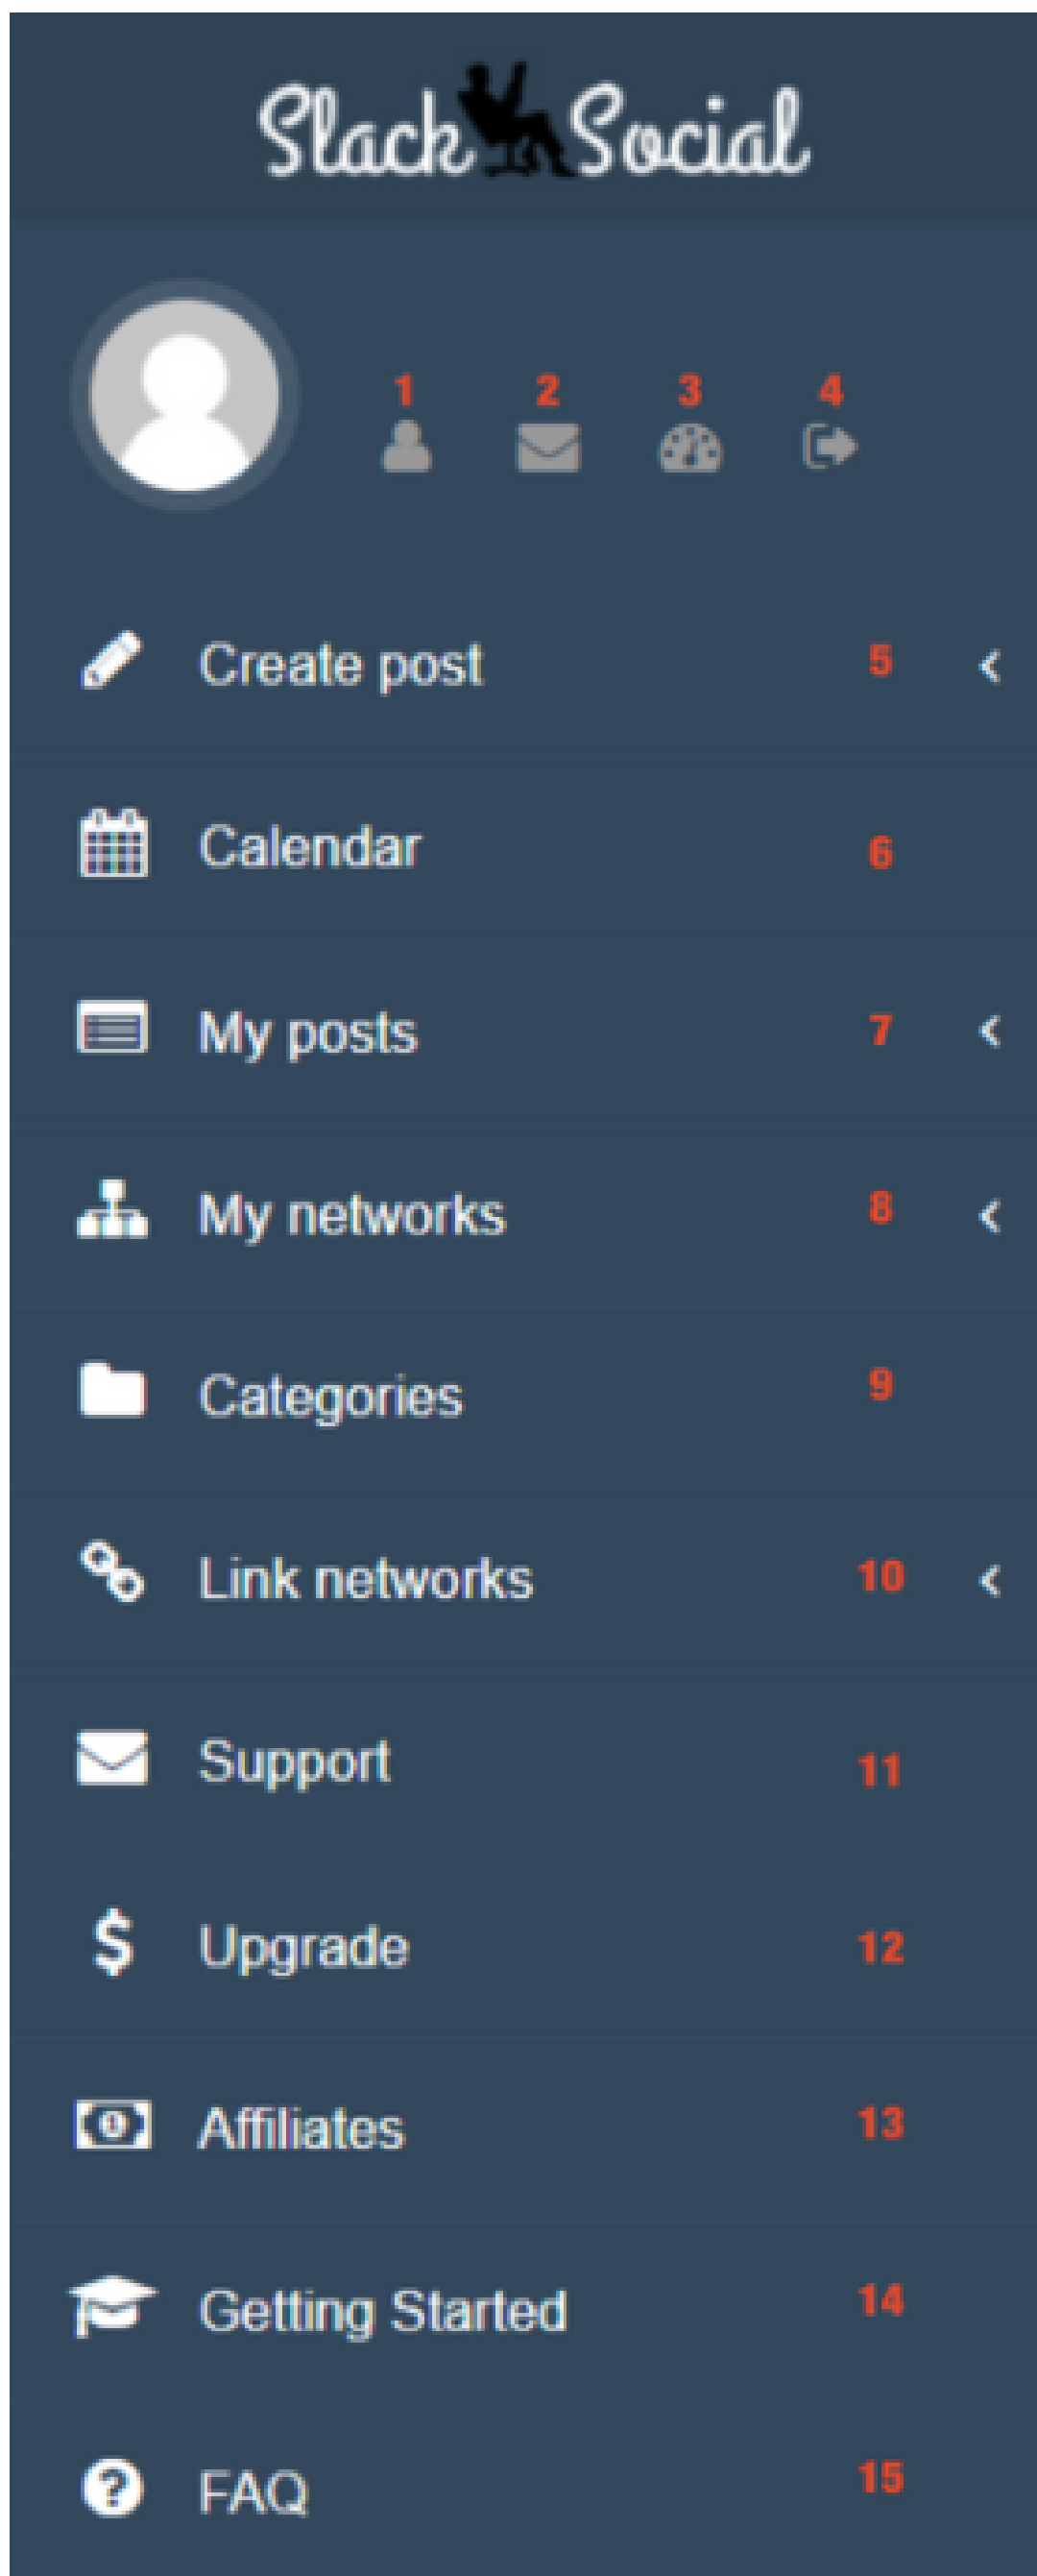 Slack Social
1 2 3 4
Create post 5
Calendar 6
My posts 7
My networks 8
Categories 9
Link networks 10
Support 11
Upgrade 12
Affiliates 13
Getting Started 14
FAQ 15